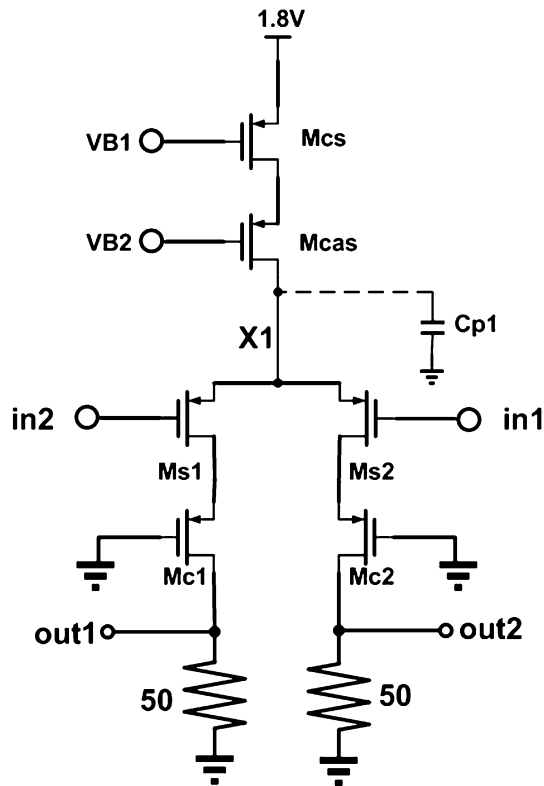 1.8V
VB1
Mcs
VB2
Mcas
X1
Cp1
in2
in1
Ms1
Ms2
Mc1
Mc2
out1
out2
50
50